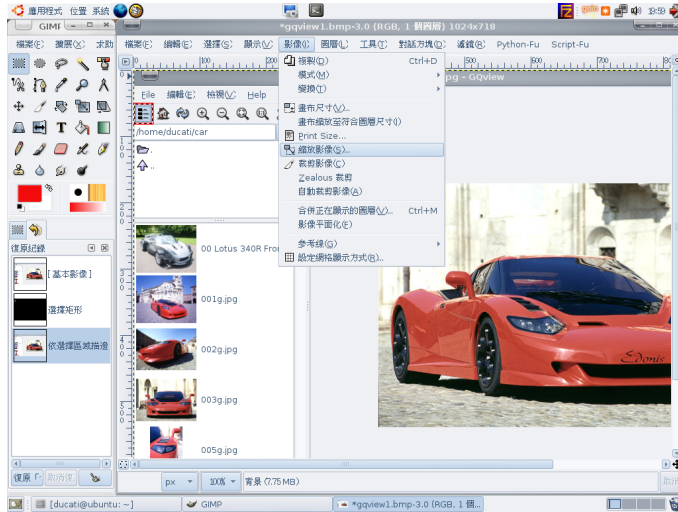 應用程式 位置 系統
19:59
GIMP
*gqview1.bmp-3.0 (RGB, 1 個圖層) 1024x718
檔案(F) 擴展(X) 求助
檔案(F) 編輯(E) 選擇(S) 顯示(V) 影像(I) 圖層(L) 工具(T) 對話方塊(D) 濾鏡(R) Python-Fu Script-Fu
複製(D) Ctrl+D
模式(M)
變換(T)
畫布尺寸(V)...
畫布縮放至符合圖層尺寸(I)
Print Size...
縮放影像(S)...
裁剪影像(C)
Zealous 裁剪
自動裁剪影像(A)
合併正在顯示的圖層(V)... Ctrl+M
影像平面化(F)
參考線(G)
設定網格顯示方式(R)...
pg - GQview
File 編輯(E) 檢視(V) Help
/home/ducati/car
.
..
00 Lotus 340R Fron
001g.jpg
002g.jpg
003g.jpg
005g.jpg
Edonis
復原紀錄
[ 基本影像 ]
選擇矩形
依選擇區域描邊
px 100% 背景 (7.75 MB)
[ducati@ubuntu: ~]
GIMP
*gqview1.bmp-3.0 (RGB, 1 個...